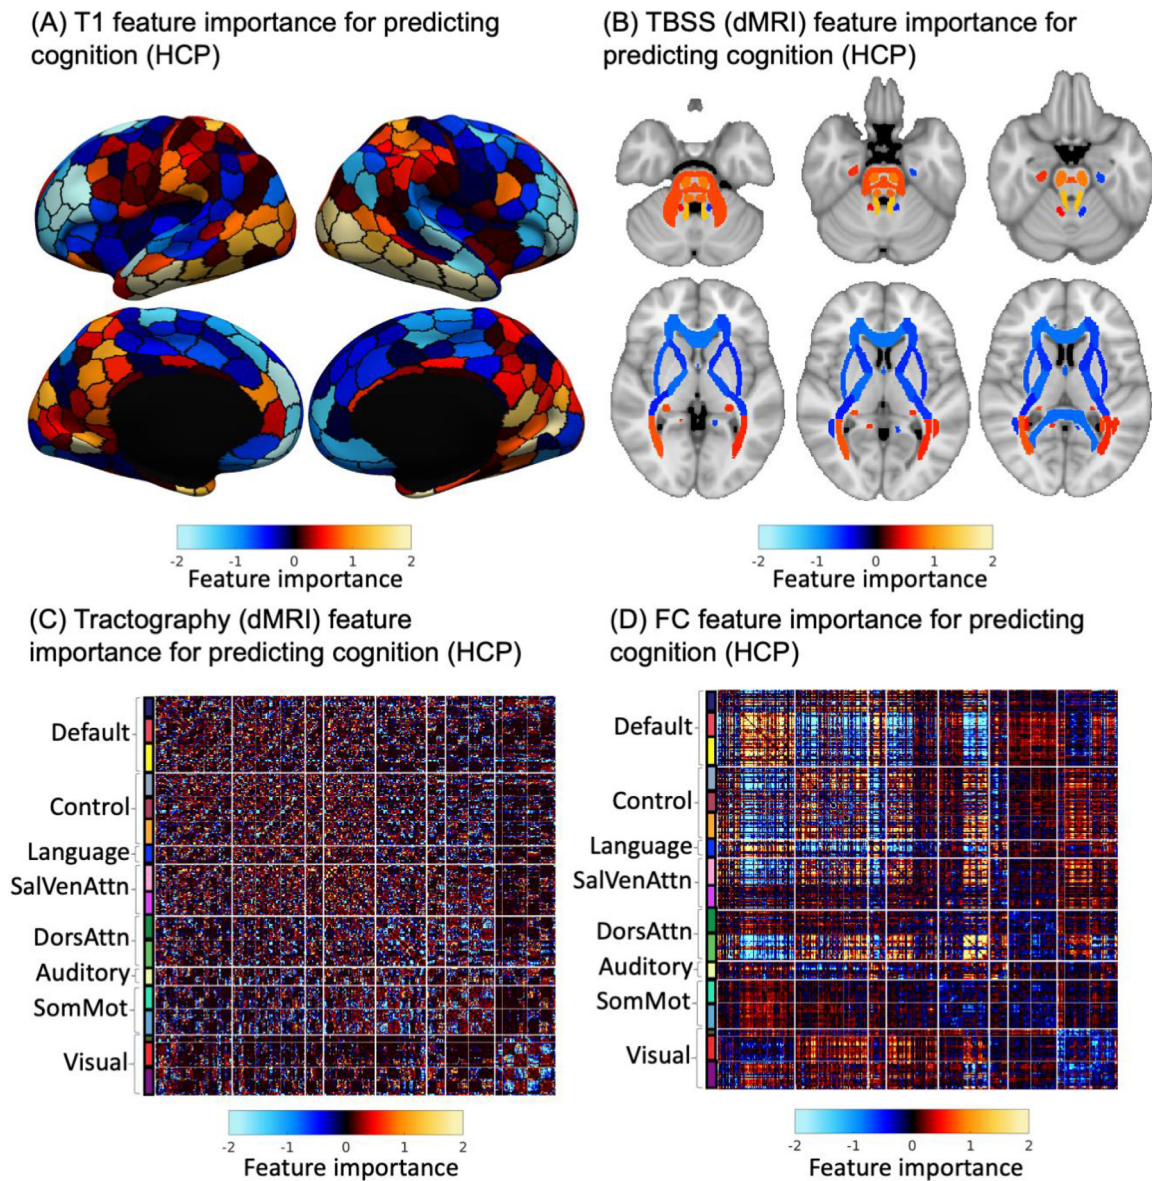 (A) T1 feature importance for predicting
cognition (HCP)
(B) TBSS (dMRI) feature importance for
predicting cognition (HCP)
-2 -1 0 1 2
Feature importance
-2 -1 0 1 2
Feature importance
(C) Tractography (dMRI) feature
importance for predicting cognition (HCP)
Default
Control
Language
SalVenAttn
DorsAttn
Auditory
SomMot
Visual
-2 -1 0 1 2
Feature importance
(D) FC feature importance for predicting
cognition (HCP)
Default
Control
Language
SalVenAttn
DorsAttn
Auditory
SomMot
Visual
-2 -1 0 1 2
Feature importance